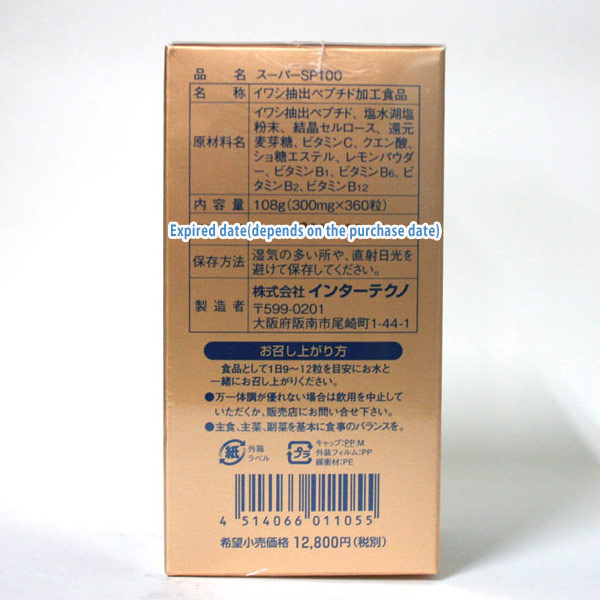 品名 スーパーSP100
名称 イワシ抽出ペプチド加工食品
原材料名 イワシ抽出ペプチド、塩水湖塩
粉末、結晶セルロース、還元
麦芽糖、ビタミンC、クエン酸、
ショ糖エステル、レモンパウダ
ー、ビタミンB1、ビタミンB6、ビ
タミンB2、ビタミンB12
内容量 108g(300mg×360粒)
Expired date(depends on the purchase date)
保存方法 湿気の多い所や、直射日光を
避けて保存してください。
製造者 株式会社 インターテクノ
〒599-0201
大阪府阪南市尾崎町1-44-1
お召し上がり方
食品として1日9〜12粒を目安にお水と
一緒にお召し上がりください。
●万一体調が優れない場合は飲用を中止して
いただくか、販売店にお問い合せ下さい。
●主食、主菜、副菜を基本に食事のバランスを。
紙 外箱
ラベル
プラ キャップ:PP,M
外装フィルム:PP
緩衝材:PE
4 514066 011055
希望小売価格 12,800円(税別)